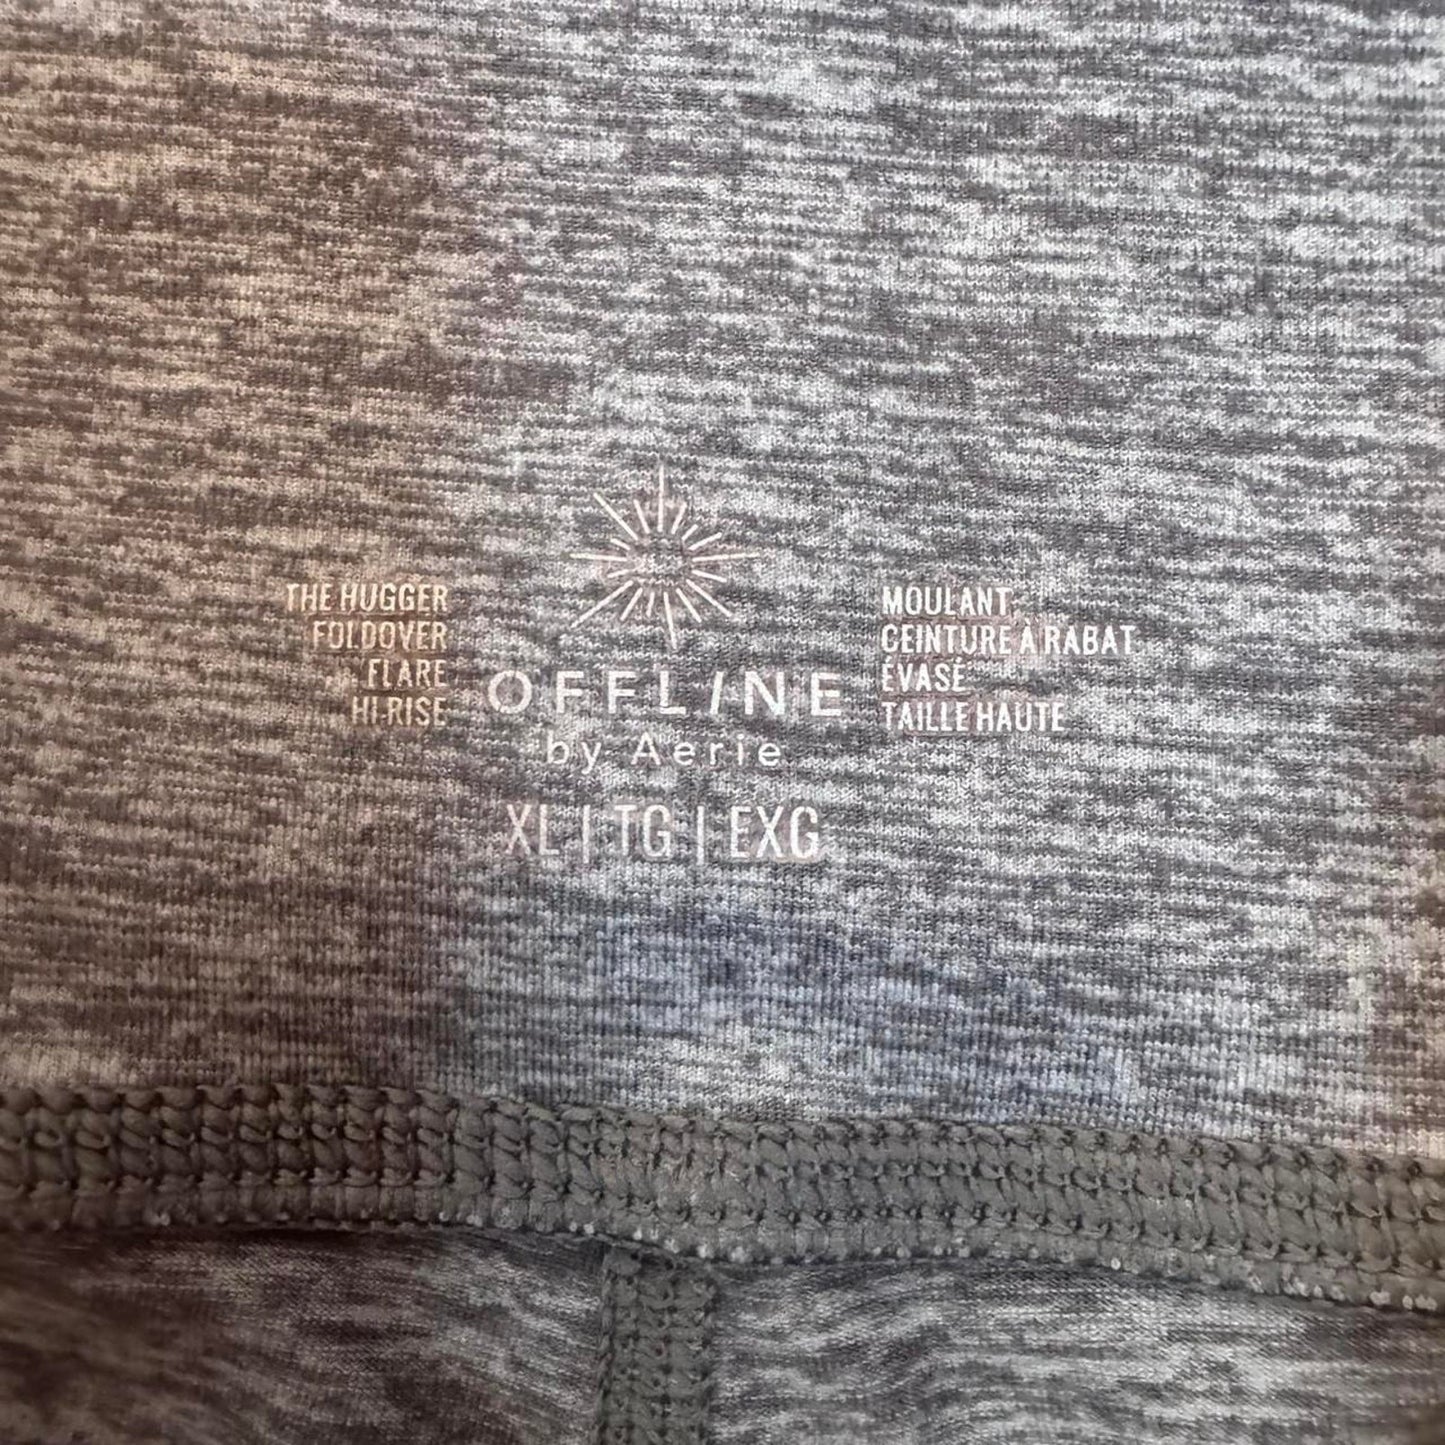 THE HUGGER
FOLDOVER
FLARE
HI-RISE
OFFLINE
by Aerie
XL | TG | EXG
MOULANT
CEINTURE À RABAT
ÉVASÉ
TAILLE HAUTE